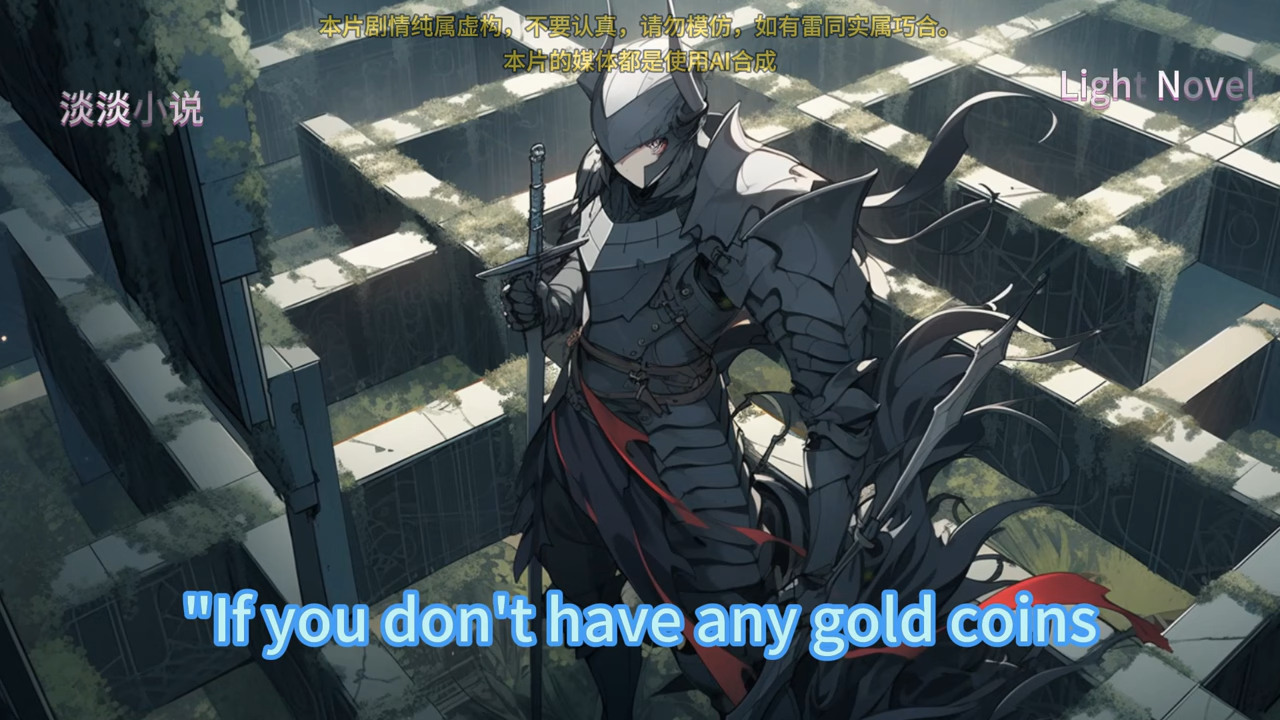 本片剧情纯属虚构，不要认真，请勿模仿，如有雷同实属巧合。
本片的媒体都是使用AI合成
淡淡小说
Light Novel
"If you don't have any gold coins